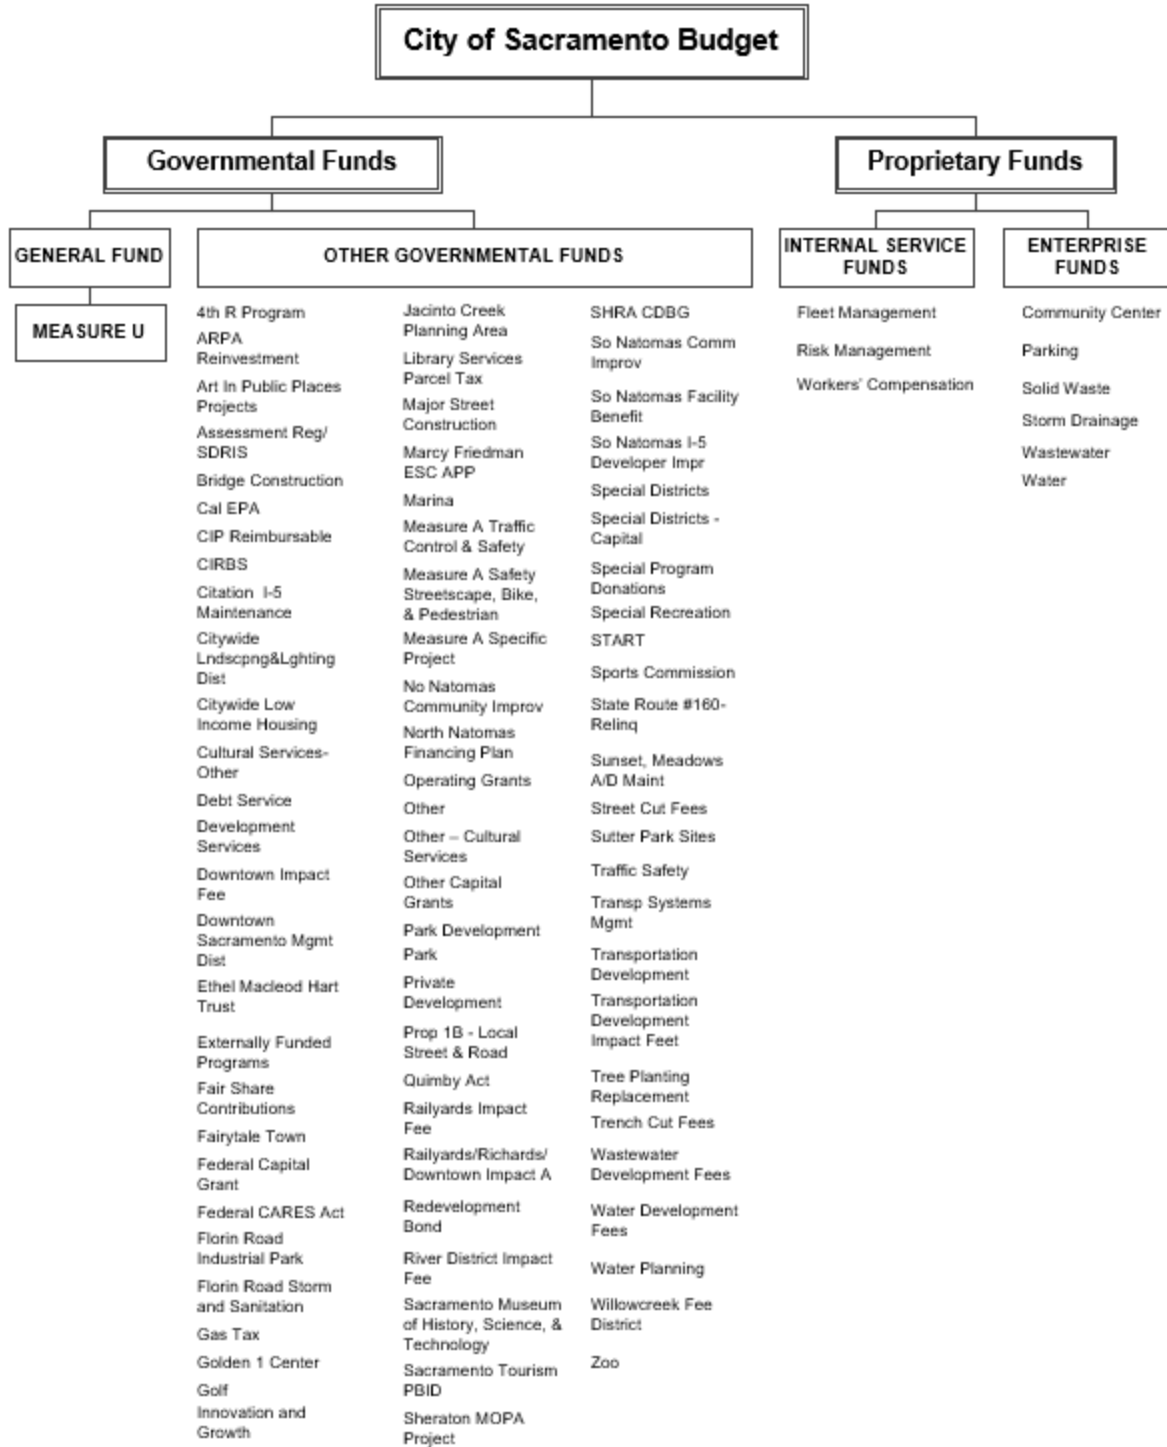 City of Sacramento Budget
Governmental Funds
Proprietary Funds
GENERAL FUND
MEASURE U
OTHER GOVERNMENTAL FUNDS
4th R Program
ARPA
Reinvestment
Art In Public Places
Projects
Assessment Reg/
SDRIS
Bridge Construction
Cal EPA
CIP Reimbursable
CIRBS
Citation I-5
Maintenance
Citywide
Lndscpng&Lghting
Dist
Citywide Low
Income Housing
Cultural Services-
Other
Debt Service
Development
Services
Downtown Impact
Fee
Downtown
Sacramento Mgmt
Dist
Ethel Macleod Hart
Trust
Externally Funded
Programs
Fair Share
Contributions
Fairytale Town
Federal Capital
Grant
Federal CARES Act
Florin Road
Industrial Park
Florin Road Storm
and Sanitation
Gas Tax
Golden 1 Center
Golf
Innovation and
Growth
Jacinto Creek
Planning Area
Library Services
Parcel Tax
Major Street
Construction
Marcy Friedman
ESC APP
Marina
Measure A Traffic
Control & Safety
Measure A Safety
Streetscape, Bike,
& Pedestrian
Measure A Specific
Project
No Natomas
Community Improv
North Natomas
Financing Plan
Operating Grants
Other
Other – Cultural
Services
Other Capital
Grants
Park Development
Park
Private
Development
Prop 1B - Local
Street & Road
Quimby Act
Railyards Impact
Fee
Railyards/Richards/
Downtown Impact A
Redevelopment
Bond
River District Impact
Fee
Sacramento Museum
of History, Science, &
Technology
Sacramento Tourism
PBID
Sheraton MOPA
Project
SHRA CDBG
So Natomas Comm
Improv
So Natomas Facility
Benefit
So Natomas I-5
Developer Impr
Special Districts
Special Districts -
Capital
Special Program
Donations
Special Recreation
START
Sports Commission
State Route #160-
Relinq
Sunset, Meadows
A/D Maint
Street Cut Fees
Sutter Park Sites
Traffic Safety
Transp Systems
Mgmt
Transportation
Development
Transportation
Development
Impact Feet
Tree Planting
Replacement
Trench Cut Fees
Wastewater
Development Fees
Water Development
Fees
Water Planning
Willowcreek Fee
District
Zoo
INTERNAL SERVICE
FUNDS
Fleet Management
Risk Management
Workers' Compensation
ENTERPRISE
FUNDS
Community Center
Parking
Solid Waste
Storm Drainage
Wastewater
Water